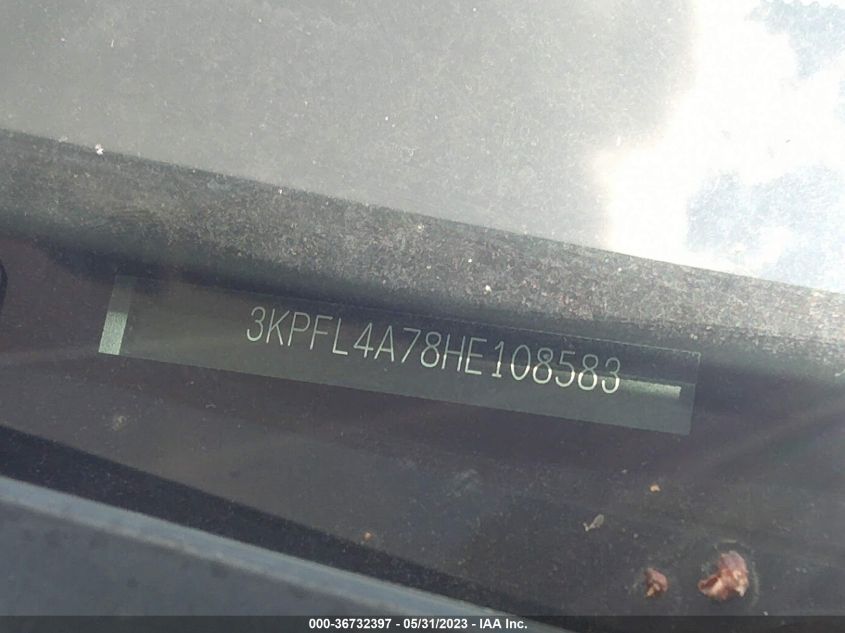 3KPFL4A78HE108583
000-36732397 - 05/31/2023 - IAA Inc.